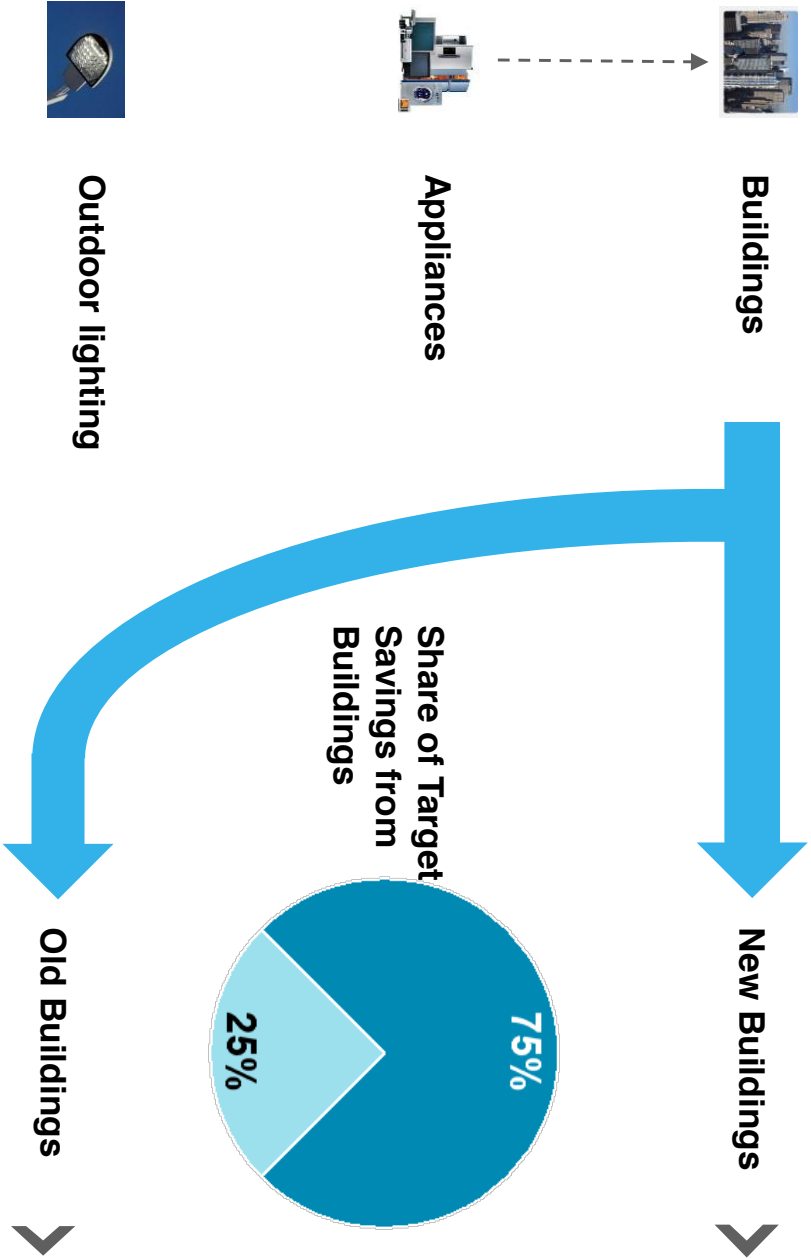 Buildings
Appliances
Outdoor lighting
New Buildings
Share of Target
Savings from
Buildings
75%
25%
Old Buildings